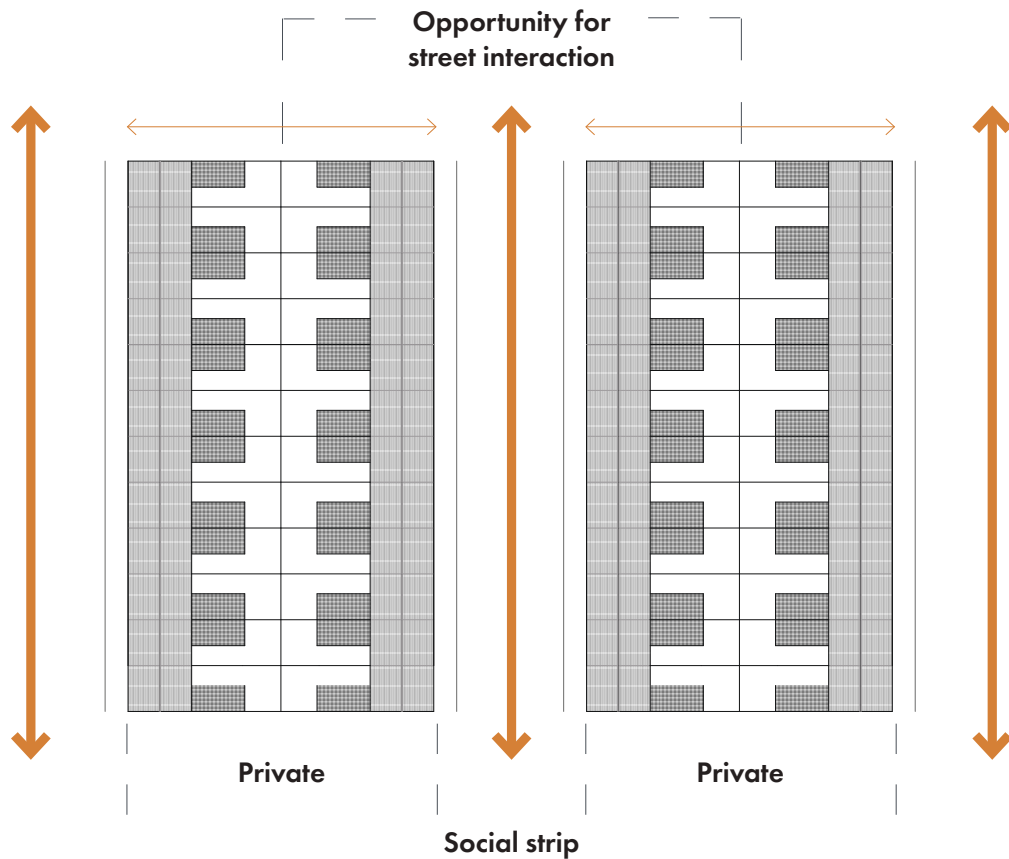 Opportunity for
street interaction
Private
Private
Social strip